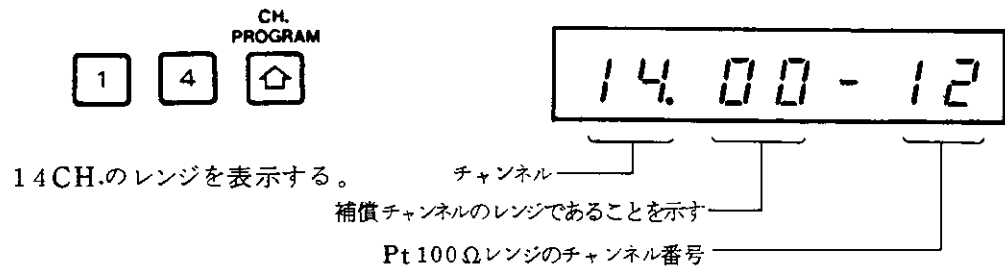 CH.
PROGRAM
1 4
14. 00 - 12
14CH.のレンジを表示する。
チャンネル
補償チャンネルのレンジであることを示す
Pt 100Ωレンジのチャンネル番号